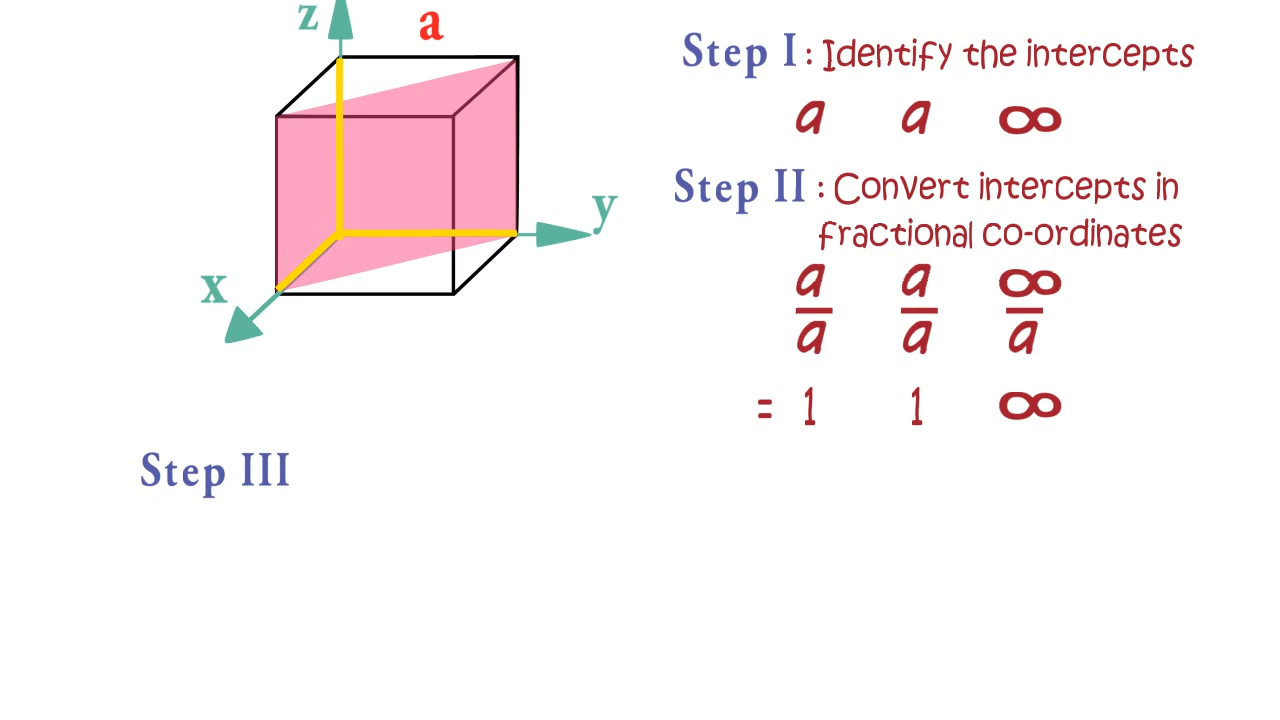 z
a
y
x
Step I : Identify the intercepts
a a ∞
Step II : Convert intercepts in
fractional co-ordinates
a/a a/a ∞/a
= 1 1 ∞
Step III